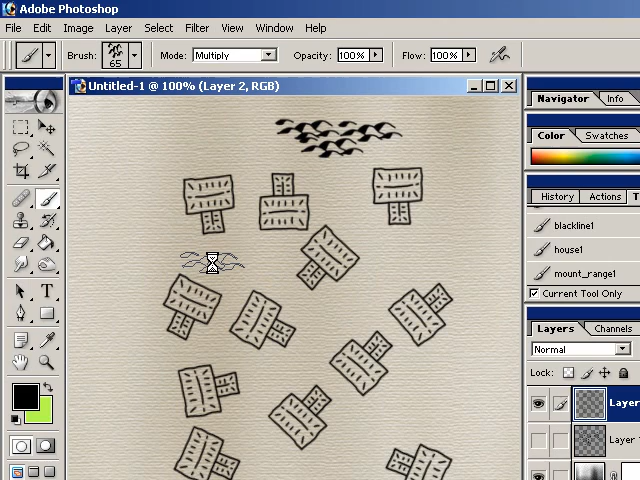 Adobe Photoshop
File Edit Image Layer Select Filter View Window Help
Brush: 65 Mode: Multiply Opacity: 100% Flow: 100%
Untitled-1 @ 100% (Layer 2, RGB)
Navigator Info
Color Swatches
History Actions T
blackline1
house1
mount_range1
Current Tool Only
Layers Channels
Normal
Lock:
Layer
Layer